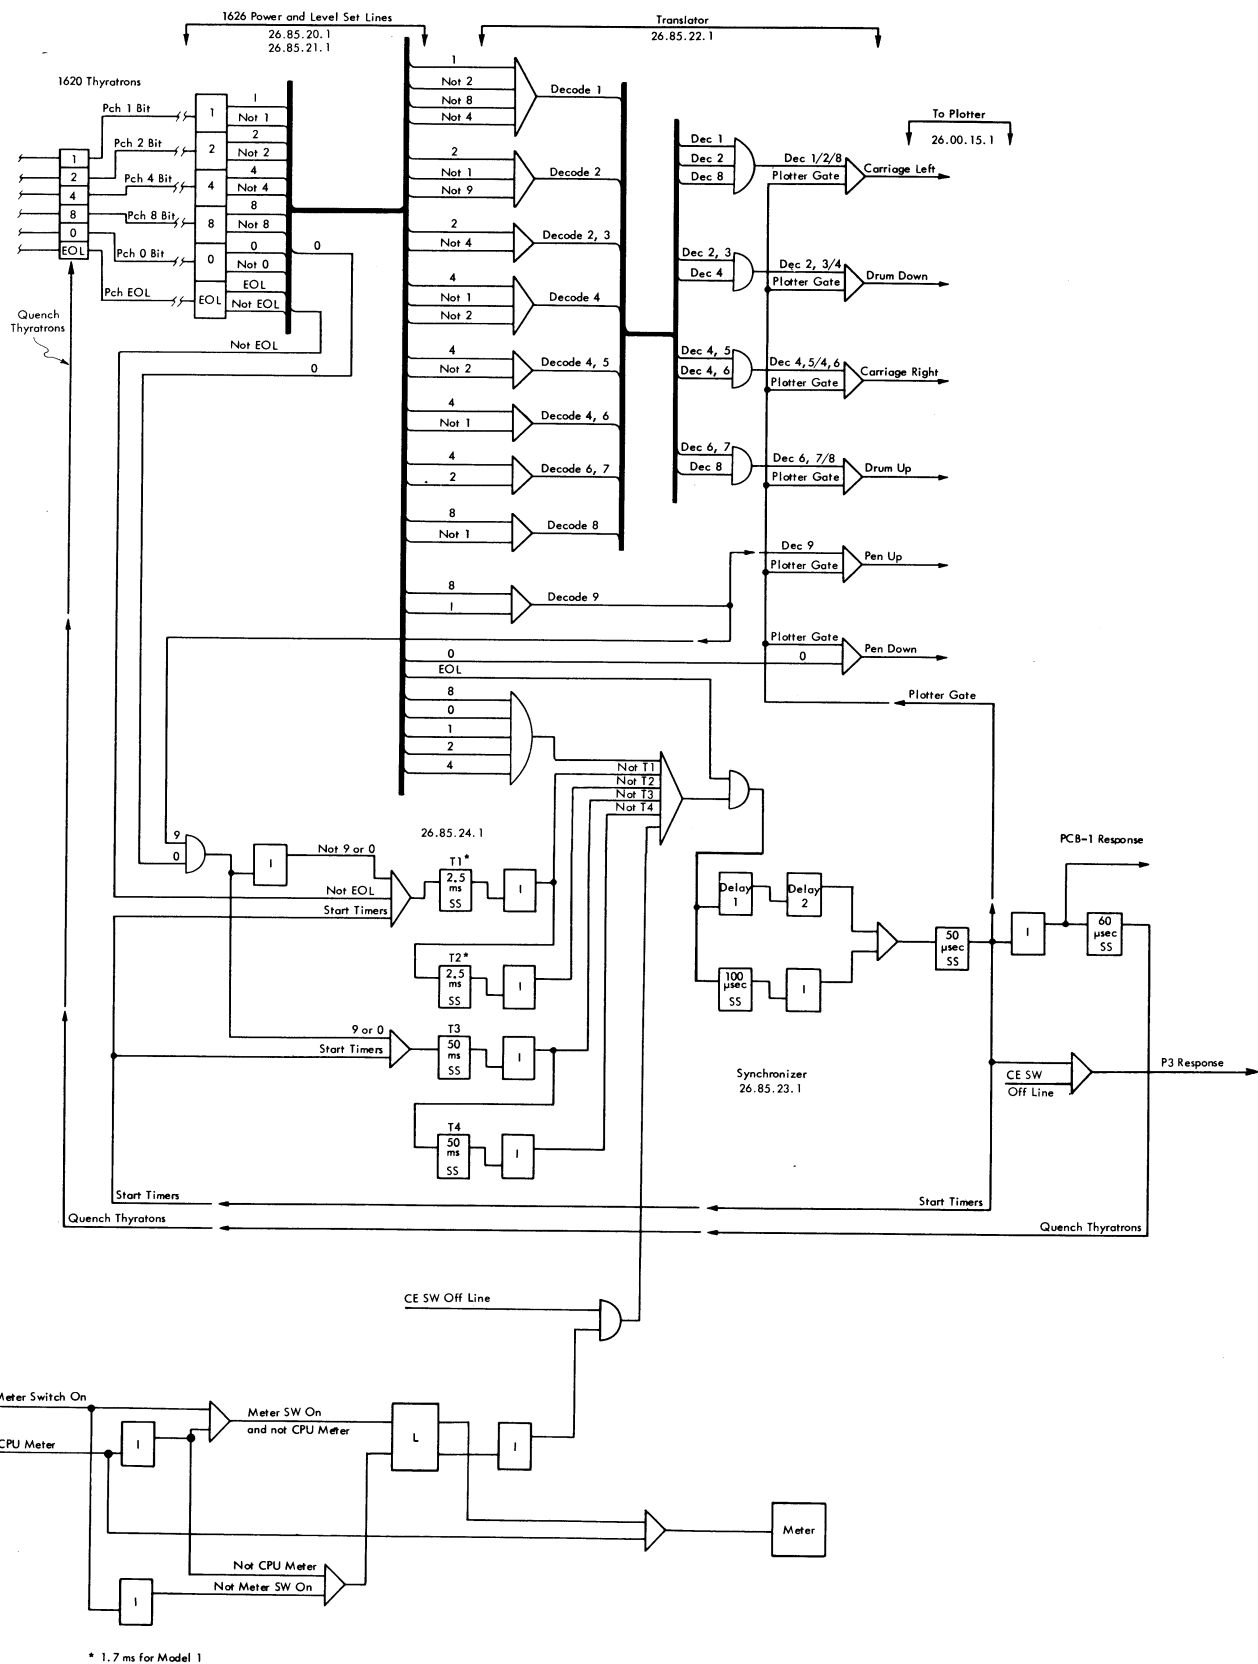 1626 Power and Level Set Lines
26.85.20.1
26.85.21.1
Translator
26.85.22.1
To Plotter
26.00.15.1
1620 Thyratrons
Pch 1 Bit
Pch 2 Bit
Pch 4 Bit
Pch 8 Bit
Pch 0 Bit
Pch EOL
1
2
4
8
0
EOL
1
2
4
8
0
EOL
1
Not 1
2
Not 2
4
Not 4
8
Not 8
0
Not 0
EOL
Not EOL
0
Not EOL
0
Quench
Thyratrons
1
Not 2
Not 8
Not 4
Decode 1
2
Not 1
Not 9
Decode 2
2
Not 4
Decode 2, 3
4
Not 1
Not 2
Decode 4
4
Not 2
Decode 4, 5
4
Not 1
Decode 4, 6
4
2
Decode 6, 7
8
Not 1
Decode 8
8
1
Decode 9
0
EOL
8
0
1
2
4
Dec 1
Dec 2
Dec 8
Dec 1/2/8
Plotter Gate
Carriage Left
Dec 2, 3
Dec 4
Dec 2, 3/4
Plotter Gate
Drum Down
Dec 4, 5
Dec 4, 6
Dec 4,5/4,6
Plotter Gate
Carriage Right
Dec 6, 7
Dec 8
Dec 6, 7/8
Plotter Gate
Drum Up
Dec 9
Plotter Gate
Pen Up
Plotter Gate
0
Pen Down
Plotter Gate
Not T1
Not T2
Not T3
Not T4
26.85.24.1
9
0
I
Not 9 or 0
Not EOL
Start Timers
T1*
2.5
ms
SS
I
T2*
2.5
ms
SS
I
9 or 0
Start Timers
T3
50
ms
SS
I
T4
50
ms
SS
I
Delay
1
Delay
2
100
µsec
SS
I
50
µsec
SS
I
60
µsec
SS
PCB-1 Response
Synchronizer
26.85.23.1
CE SW
Off Line
P3 Response
Start Timers
Start Timers
Quench Thyratons
Quench Thyratrons
CE SW Off Line
Meter Switch On
CPU Meter
I
Meter SW On
and not CPU Meter
L
I
Meter
Not CPU Meter
Not Meter SW On
I
* 1.7 ms for Model 1